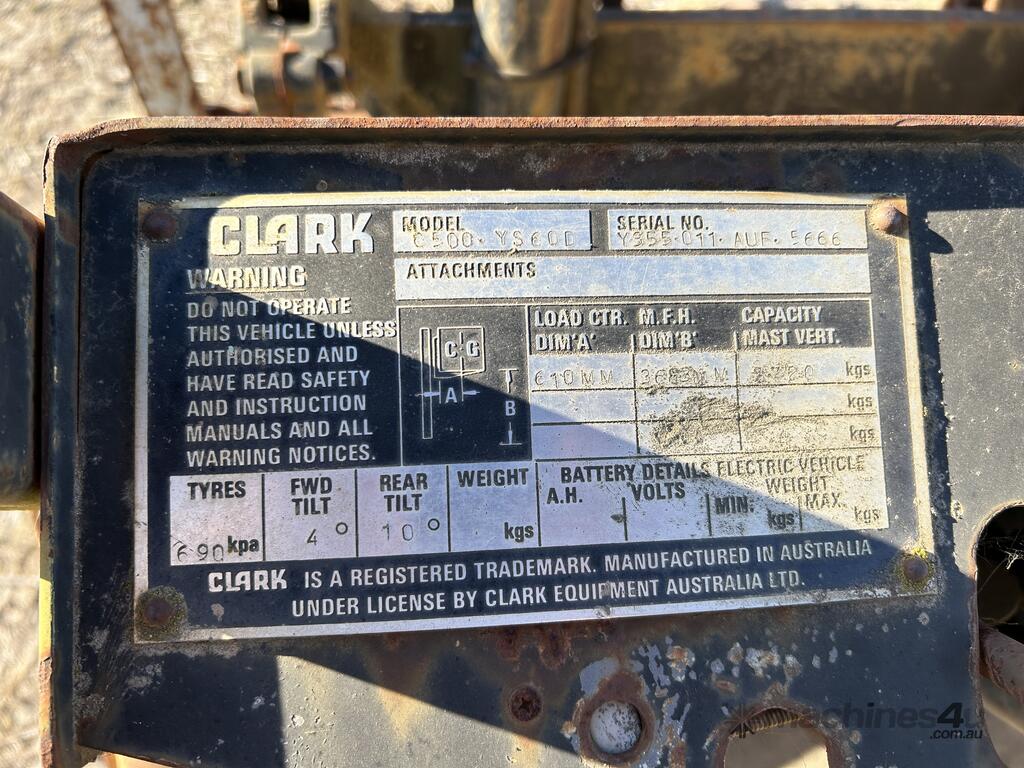 CLARK
MODEL
C500·YS60D
SERIAL NO.
Y355·011·AUF·5666
ATTACHMENTS
WARNING
DO NOT OPERATE
THIS VEHICLE UNLESS
AUTHORISED AND
HAVE READ SAFETY
AND INSTRUCTION
MANUALS AND ALL
WARNING NOTICES.
C G
A
B
LOAD CTR. M.F.H. CAPACITY
DIM'A' DIM'B' MAST VERT.
610MM kgs
kgs
kgs
TYRES
690 kpa
FWD
TILT
4°
REAR
TILT
10°
WEIGHT
kgs
BATTERY DETAILS ELECTRIC VEHICLE
A.H. VOLTS WEIGHT
MIN. kgs MAX. kgs
CLARK IS A REGISTERED TRADEMARK. MANUFACTURED IN AUSTRALIA
UNDER LICENSE BY CLARK EQUIPMENT AUSTRALIA LTD.
machines4u
.com.au